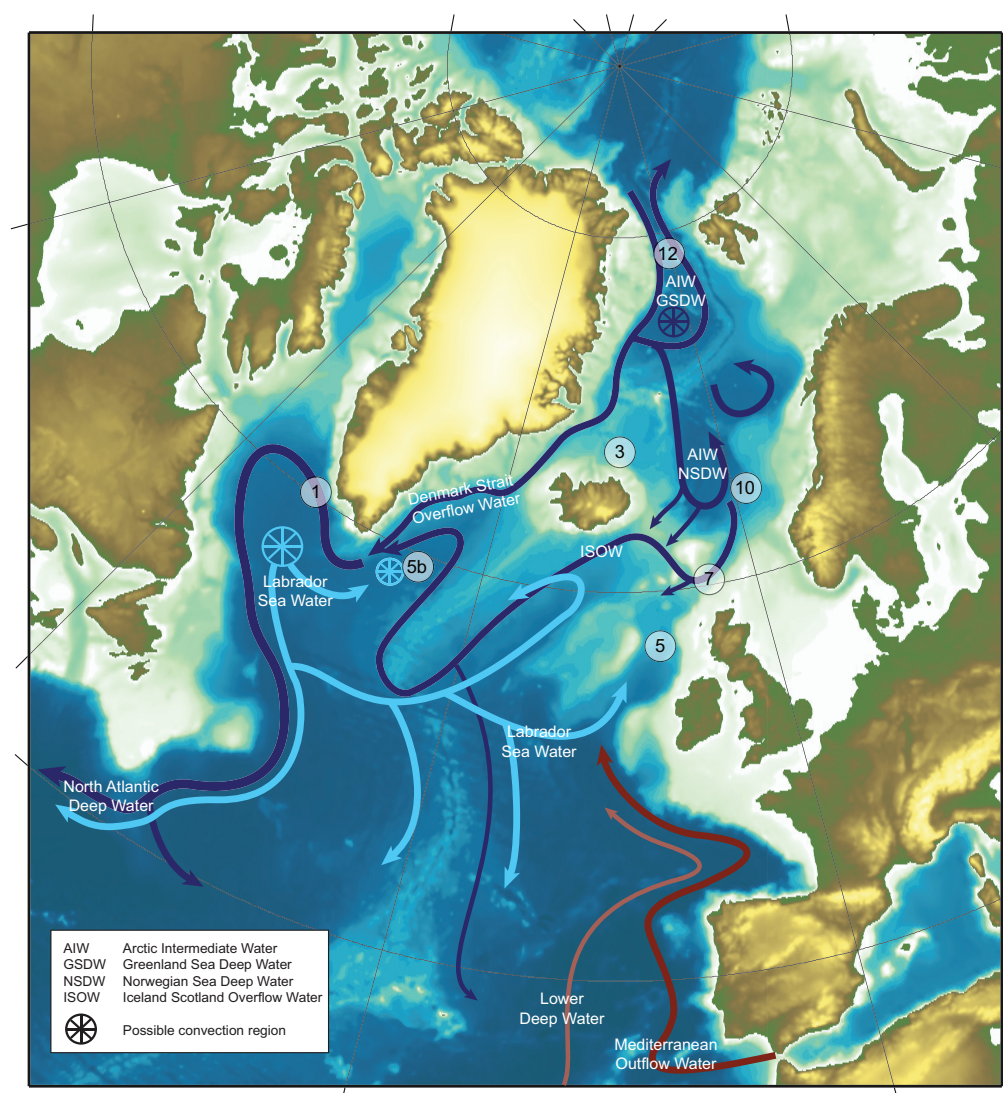 12
AIW
GSDW
3
AIW
NSDW
10
1
Denmark Strait
Overflow Water
ISOW
5b
7
Labrador
Sea Water
5
Labrador
Sea Water
North Atlantic
Deep Water
AIW Arctic Intermediate Water
GSDW Greenland Sea Deep Water
NSDW Norwegian Sea Deep Water
ISOW Iceland Scotland Overflow Water
Possible convection region
Lower
Deep Water
Mediterranean
Outflow Water